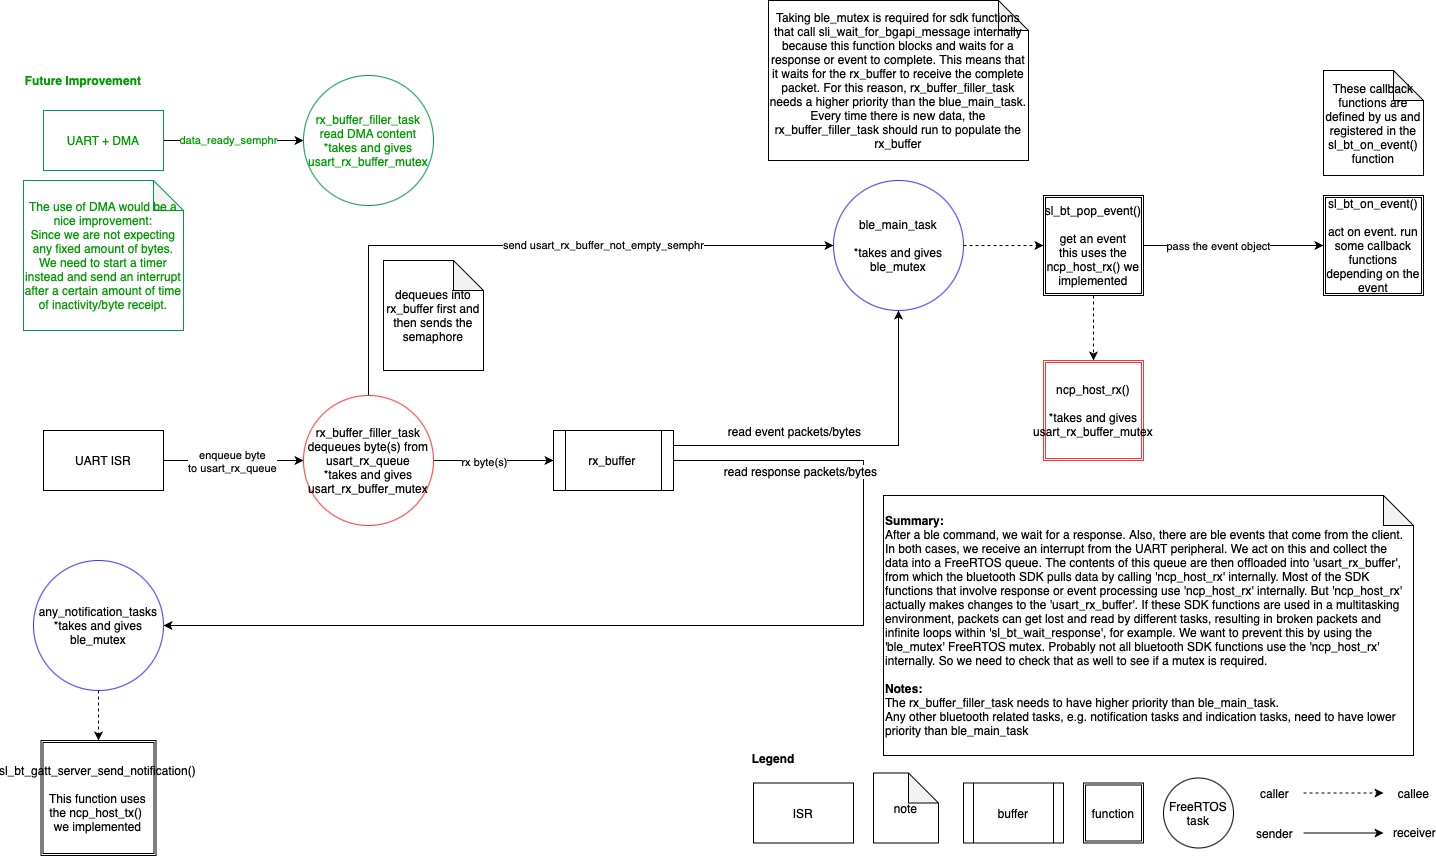 Taking ble_mutex is required for sdk functions
that call sli_wait_for_bgapi_message internally
because this function blocks and waits for a
response or event to complete. This means that
it waits for the rx_buffer to receive the complete
packet. For this reason, rx_buffer_filler_task
needs a higher priority than the blue_main_task.
Every time there is new data, the
rx_buffer_filler_task should run to populate the
rx_buffer
These callback
functions are
defined by us and
registered in the
sl_bt_on_event()
function
Future Improvement
UART + DMA
data_ready_semphr
rx_buffer_filler_task
read DMA content
*takes and gives
usart_rx_buffer_mutex
The use of DMA would be a
nice improvement:
Since we are not expecting
any fixed amount of bytes.
We need to start a timer
instead and send an interrupt
after a certain amount of time
of inactivity/byte receipt.
send usart_rx_buffer_not_empty_semphr
ble_main_task
*takes and gives
ble_mutex
sl_bt_pop_event()
get an event
this uses the
ncp_host_rx() we
implemented
pass the event object
sl_bt_on_event()
act on event. run
some callback
functions
depending on the
event
dequeues into
rx_buffer first and
then sends the
semaphore
ncp_host_rx()
*takes and gives
usart_rx_buffer_mutex
UART ISR
enqueue byte
to usart_rx_queue
rx_buffer_filler_task
dequeues byte(s) from
usart_rx_queue
*takes and gives
usart_rx_buffer_mutex
rx byte(s)
rx_buffer
read event packets/bytes
read response packets/bytes
Summary:
After a ble command, we wait for a response. Also, there are ble events that come from the client.
In both cases, we receive an interrupt from the UART peripheral. We act on this and collect the
data into a FreeRTOS queue. The contents of this queue are then offloaded into 'usart_rx_buffer',
from which the bluetooth SDK pulls data by calling 'ncp_host_rx' internally. Most of the SDK
functions that involve response or event processing use 'ncp_host_rx' internally. But 'ncp_host_rx'
actually makes changes to the 'usart_rx_buffer'. If these SDK functions are used in a multitasking
environment, packets can get lost and read by different tasks, resulting in broken packets and
infinite loops within 'sl_bt_wait_response', for example. We want to prevent this by using the
'ble_mutex' FreeRTOS mutex. Probably not all bluetooth SDK functions use the 'ncp_host_rx'
internally. So we need to check that as well to see if a mutex is required.
Notes:
The rx_buffer_filler_task needs to have higher priority than ble_main_task.
Any other bluetooth related tasks, e.g. notification tasks and indication tasks, need to have lower
priority than ble_main_task
any_notification_tasks
*takes and gives
ble_mutex
sl_bt_gatt_server_send_notification()
This function uses
the ncp_host_tx()
we implemented
Legend
ISR
note
buffer
function
FreeRTOS
task
caller
callee
sender
receiver